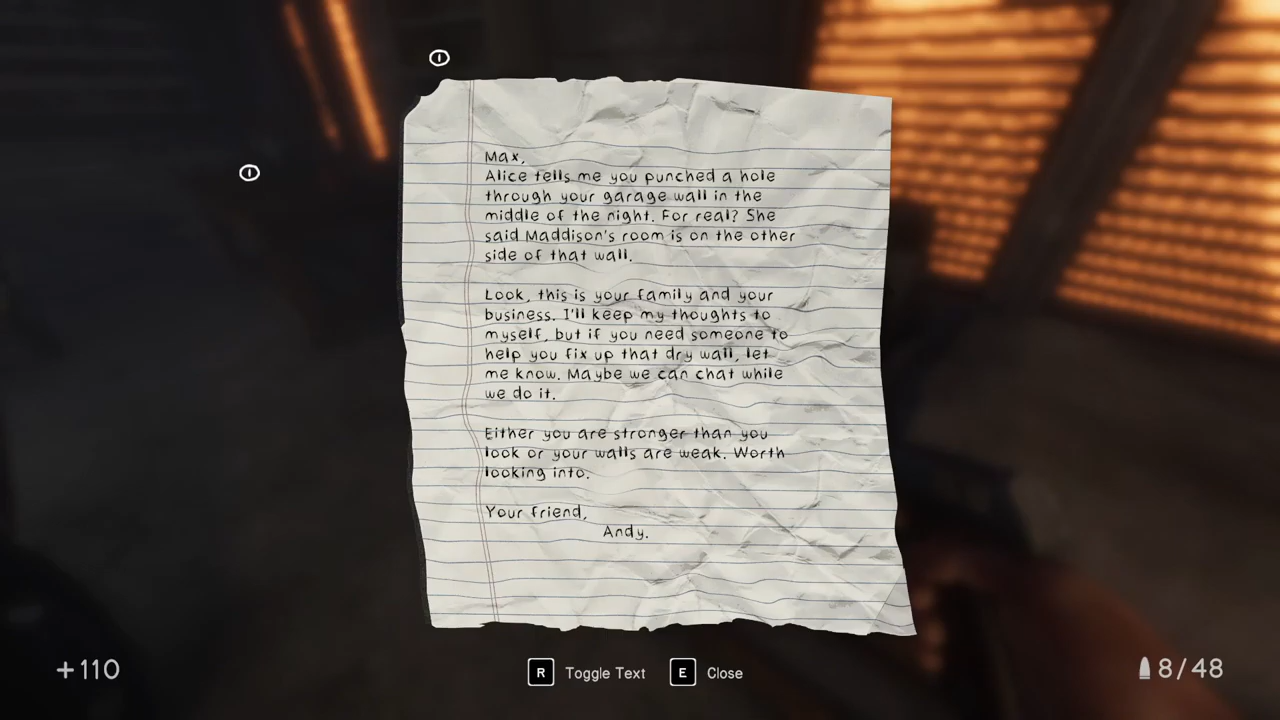 Max,
Alice tells me you punched a hole
through your garage wall in the
middle of the night. For real? She
said Maddison's room is on the other
side of that wall.
Look, this is your family and your
business. I'll keep my thoughts to
myself, but if you need someone to
help you fix up that dry wall, let
me know. Maybe we can chat while
we do it.
Either you are stronger than you
look or your walls are weak. Worth
looking into.
Your friend,
Andy.
+110
R Toggle Text E Close
8/48